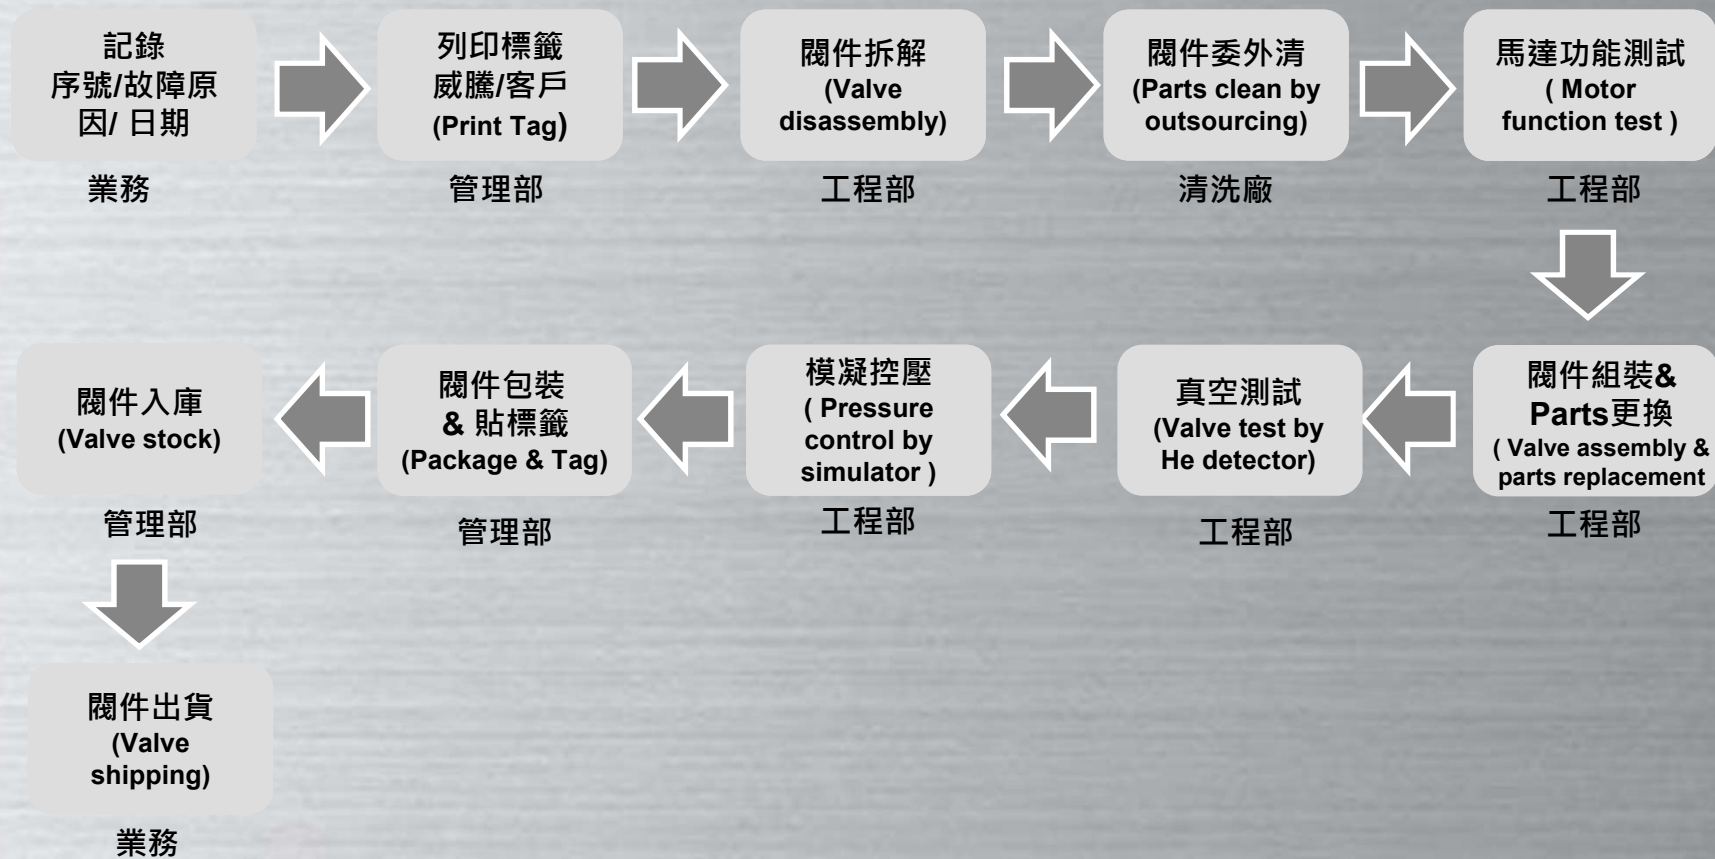 記錄
序號/故障原
因/ 日期
業務
列印標籤
威騰/客戶
(Print Tag)
管理部
閥件拆解
(Valve
disassembly)
工程部
閥件委外清
(Parts clean by
outsourcing)
清洗廠
馬達功能測試
( Motor
function test )
工程部
閥件組裝&
Parts更換
( Valve assembly &
parts replacement
工程部
真空測試
(Valve test by
He detector)
工程部
模凝控壓
( Pressure
control by
simulator )
工程部
閥件包裝
& 貼標籤
(Package & Tag)
管理部
閥件入庫
(Valve stock)
管理部
閥件出貨
(Valve
shipping)
業務